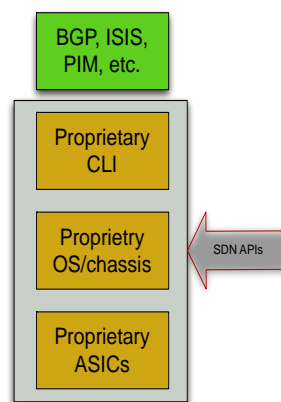 BGP, ISIS,
PIM, etc.
Proprietary
CLI
Proprietry
OS/chassis
SDN APIs
Proprietary
ASICs